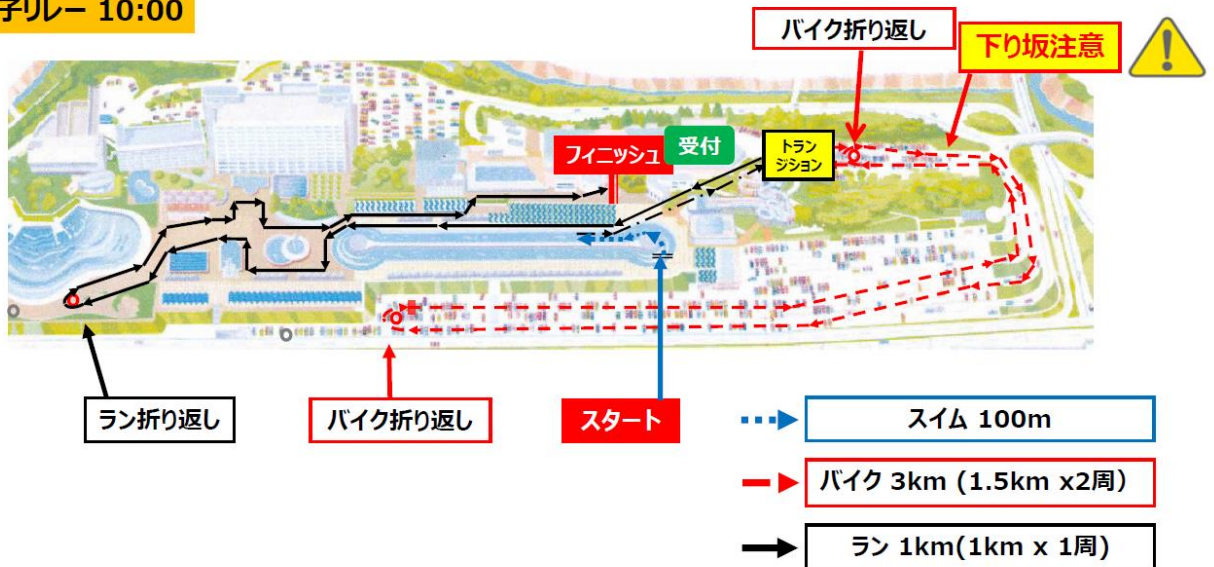 子リレー 10:00
バイク折り返し
下り坂注意
フィニッシュ
受付
トラン
ジション
ラン折り返し
バイク折り返し
スタート
スイム 100m
バイク 3km (1.5km x2周)
ラン 1km(1km x 1周)